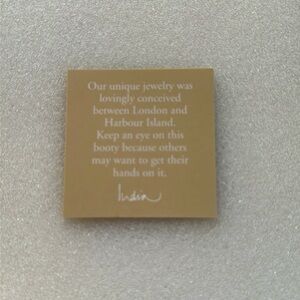 Our unique jewelry was
lovingly conceived
between London and
Harbour Island.
Keep an eye on this
booty because others
may want to get their
hands on it.
India